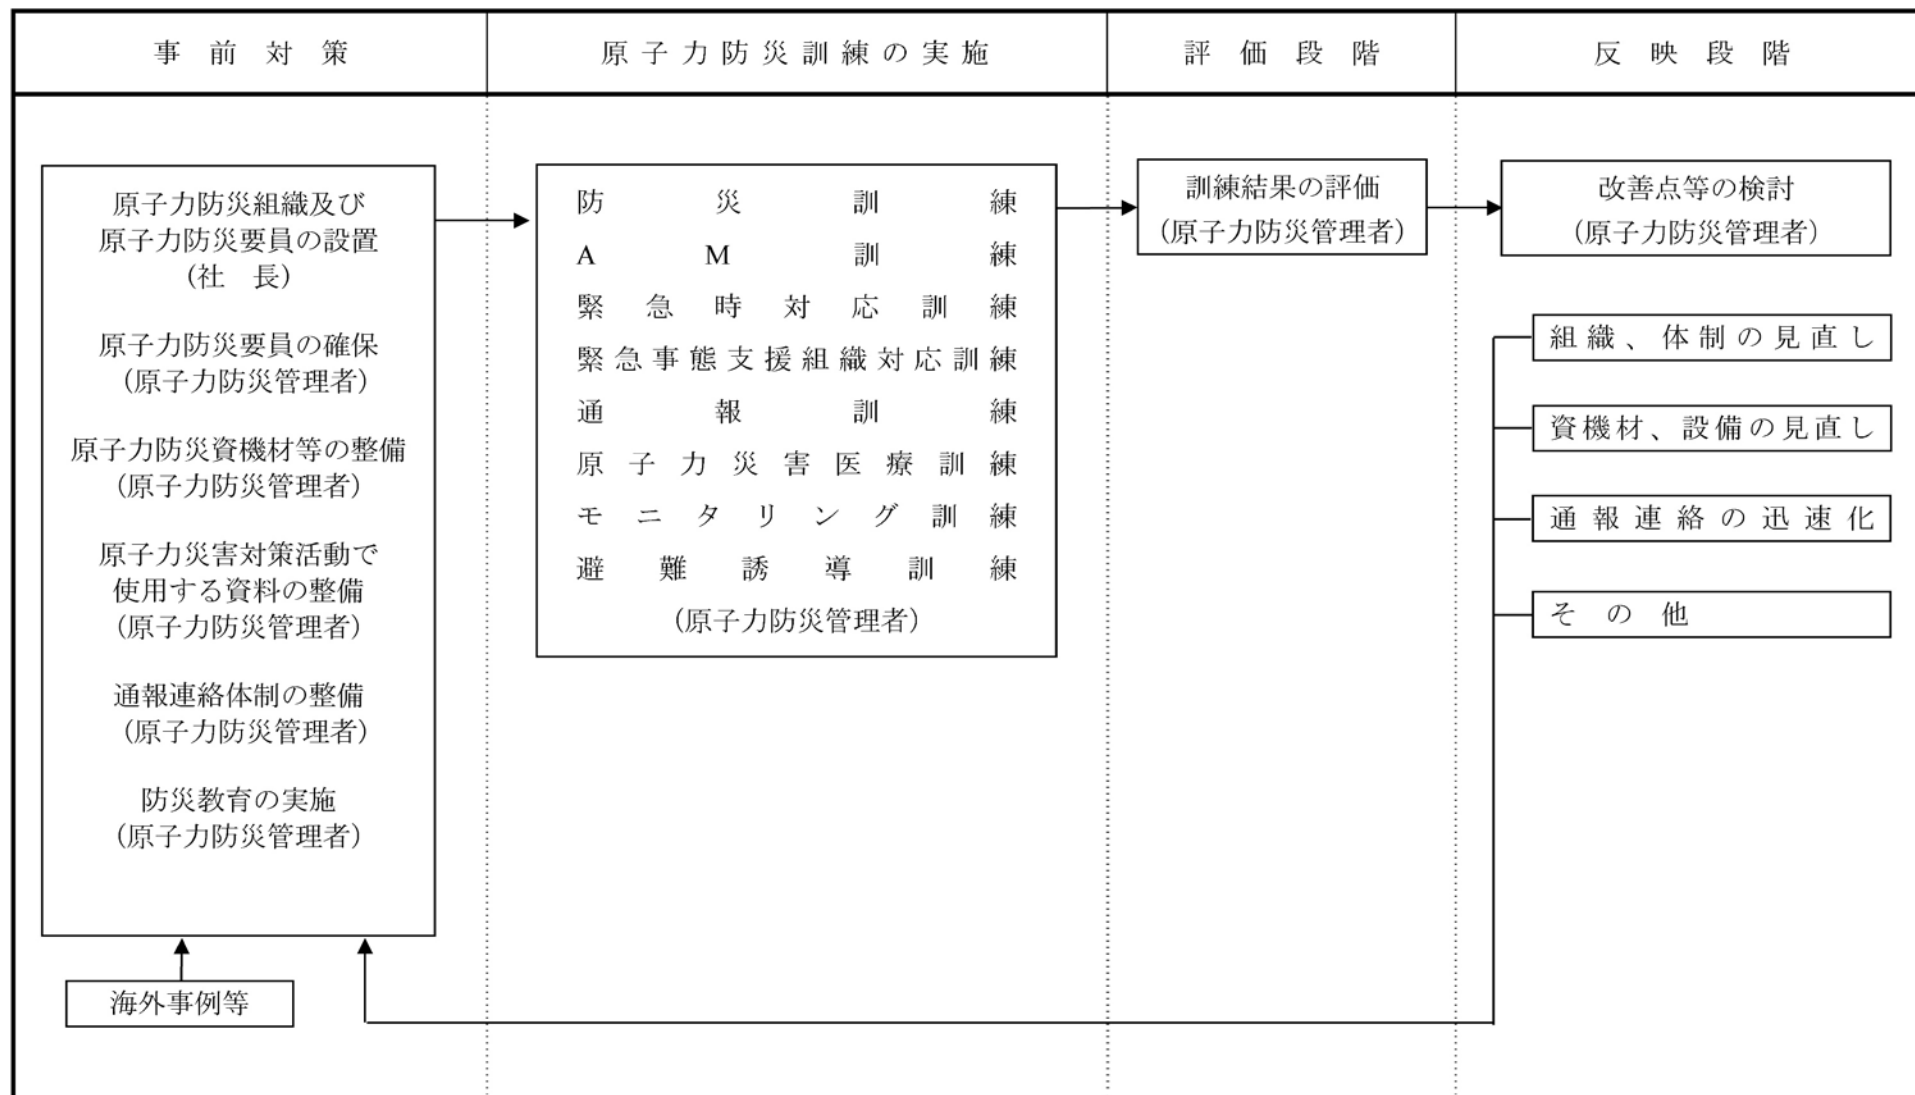 事前対策
原子力防災訓練の実施
評価段階
反映段階
原子力防災組織及び
原子力防災要員の設置
(社　長)
原子力防災要員の確保
(原子力防災管理者)
原子力防災資機材等の整備
(原子力防災管理者)
原子力災害対策活動で
使用する資料の整備
(原子力防災管理者)
通報連絡体制の整備
(原子力防災管理者)
防災教育の実施
(原子力防災管理者)
海外事例等
防災訓練
AM訓練
緊急時対応訓練
緊急事態支援組織対応訓練
通報訓練
原子力災害医療訓練
モニタリング訓練
避難誘導訓練
(原子力防災管理者)
訓練結果の評価
(原子力防災管理者)
改善点等の検討
(原子力防災管理者)
組織、体制の見直し
資機材、設備の見直し
通報連絡の迅速化
その他